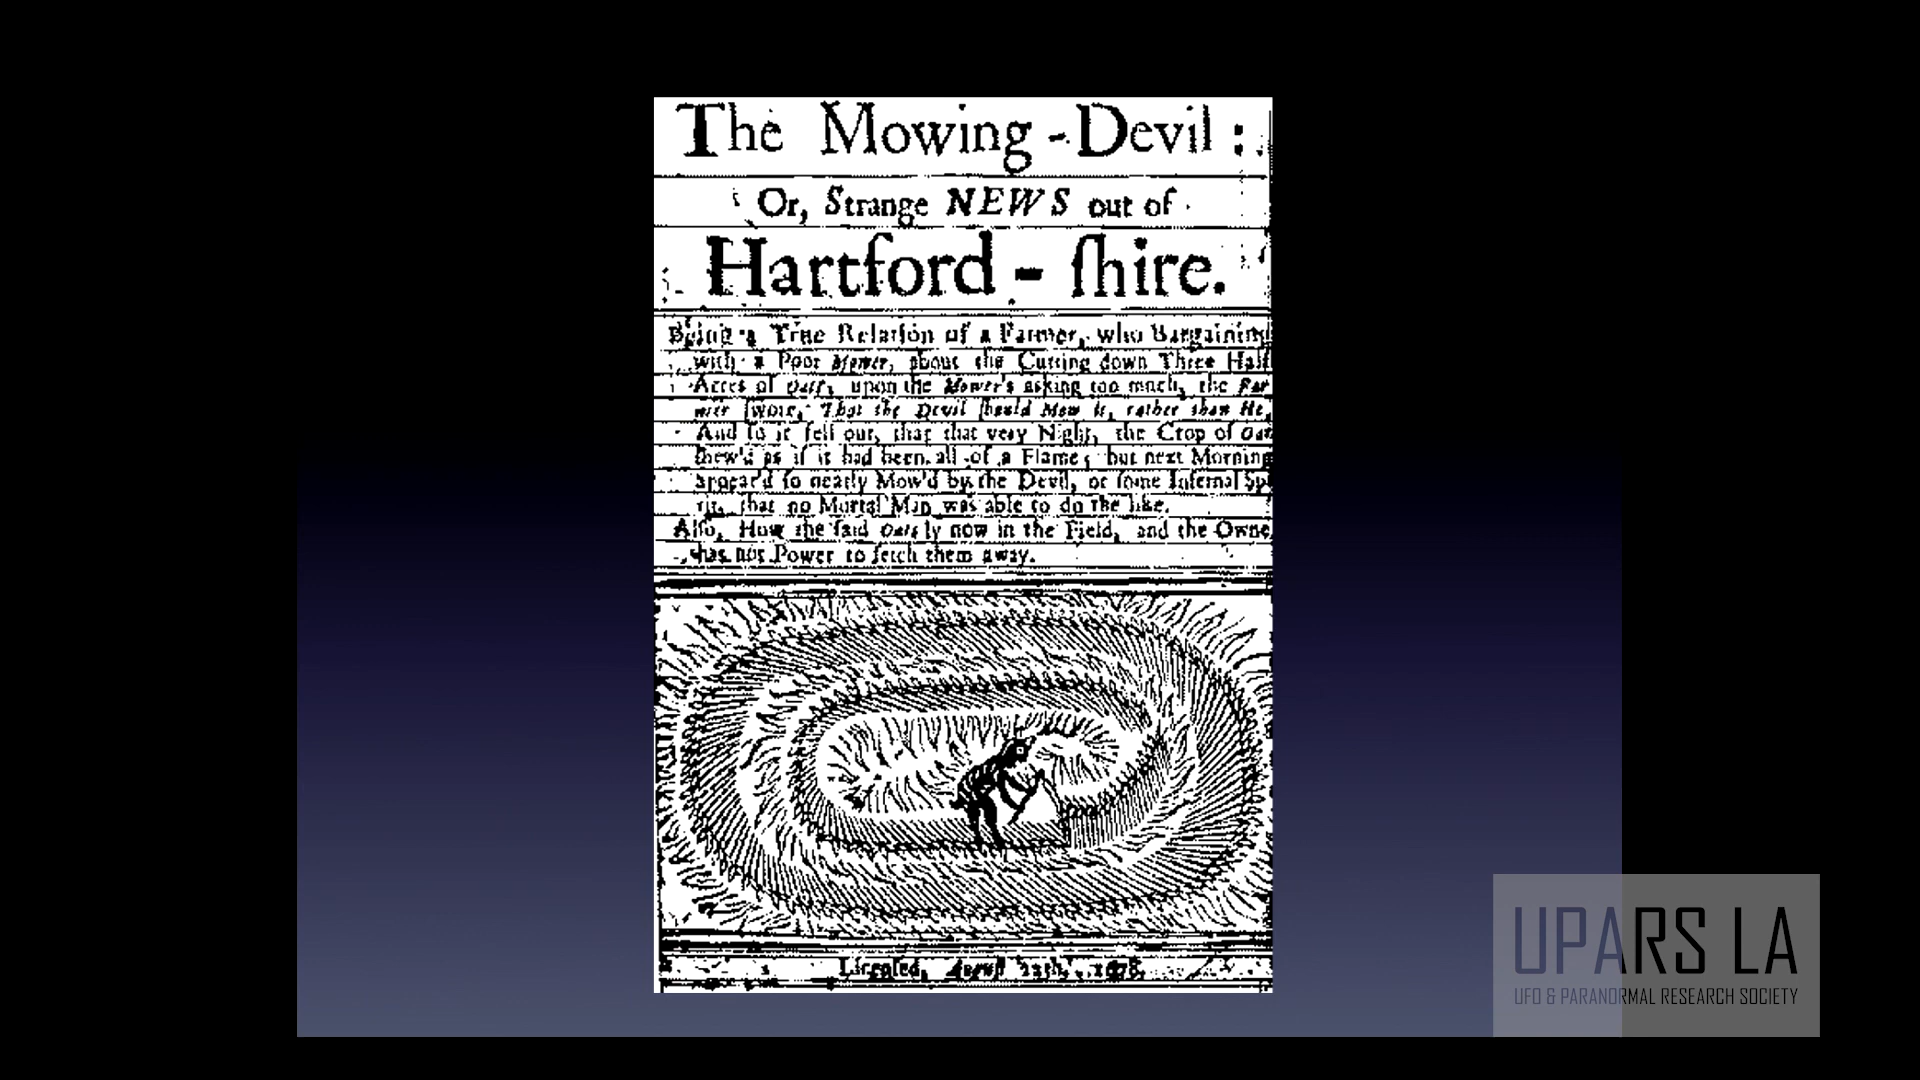 The Mowing-Devil:
Or, Strange NEWS out of
Hartford-ſhire.
Being a True Relation of a Farmer, who Bargaining
with a Poor Mower, about the Cutting down Three Half
Acres of Oats, upon the Mower's asking too much, the Far-
mer ſwore, That the Devil ſhould Mow it, rather than He.
And ſo it fell out, that that very Night, the Crop of Oat
ſhew'd as if it had been all of a Flame; but next Morning
appear'd ſo neatly Mow'd by the Devil, or ſome Infernal Spi-
rit, that no Mortal Man was able to do the like.
Alſo, How the ſaid Oats ly now in the Field, and the Owner
has not Power to fetch them away.
Licenſed, Auguſt 22th, 1678.
UPARS LA
UFO & PARANORMAL RESEARCH SOCIETY